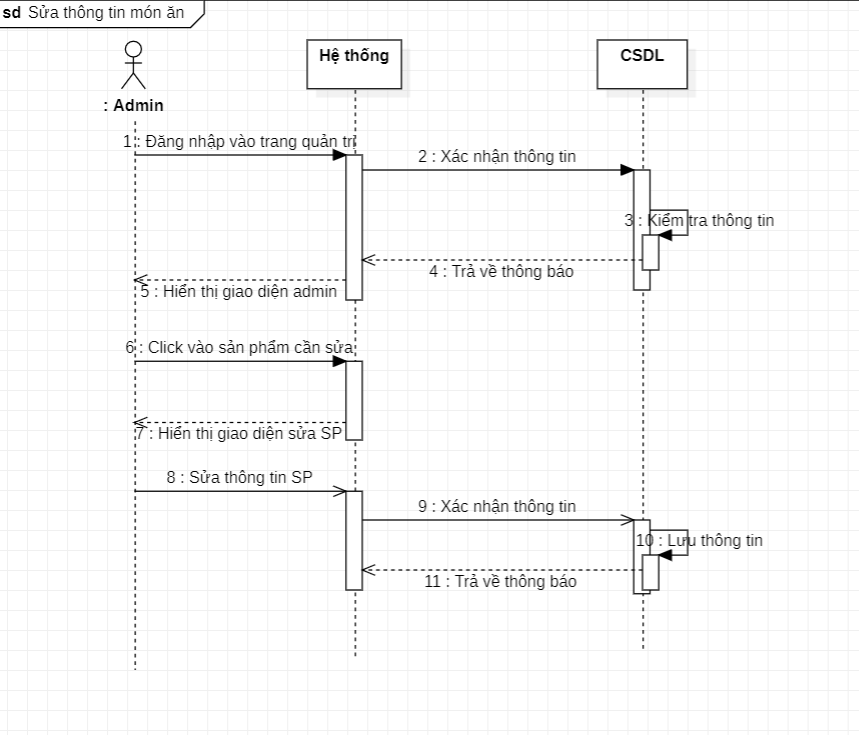 sd Sửa thông tin món ăn
Hệ thống
CSDL
: Admin
1 : Đăng nhập vào trang quản trị
2 : Xác nhận thông tin
3 : Kiểm tra thông tin
4 : Trả về thông báo
5 : Hiển thị giao diện admin
6 : Click vào sản phẩm cần sửa
7 : Hiển thị giao diện sửa SP
8 : Sửa thông tin SP
9 : Xác nhận thông tin
10 : Lưu thông tin
11 : Trả về thông báo